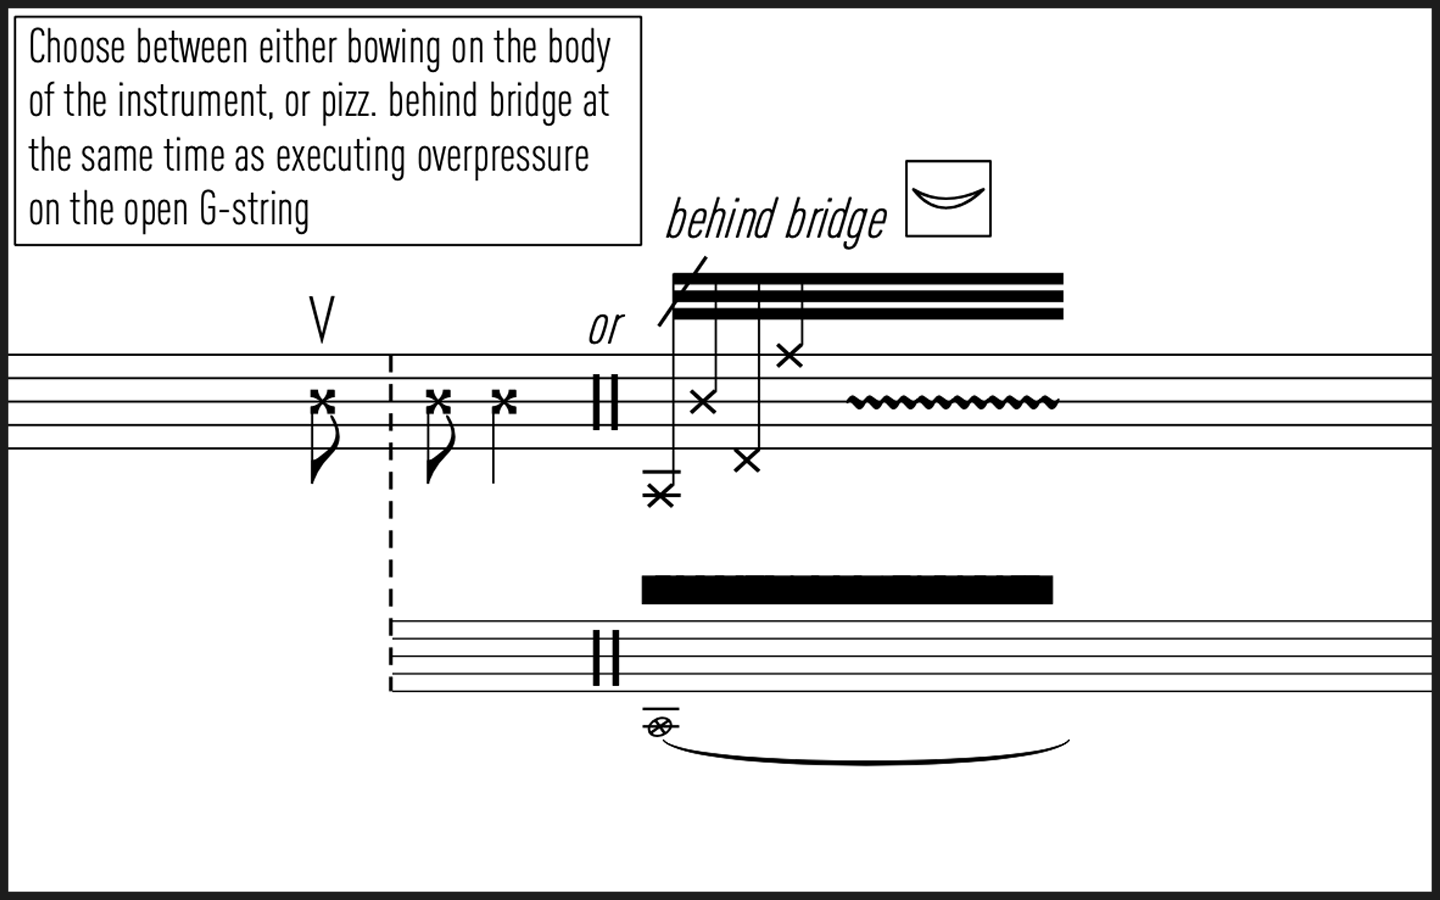 Choose between either bowing on the body
of the instrument, or pizz. behind bridge at
the same time as executing overpressure
on the open G-string
behind bridge
or